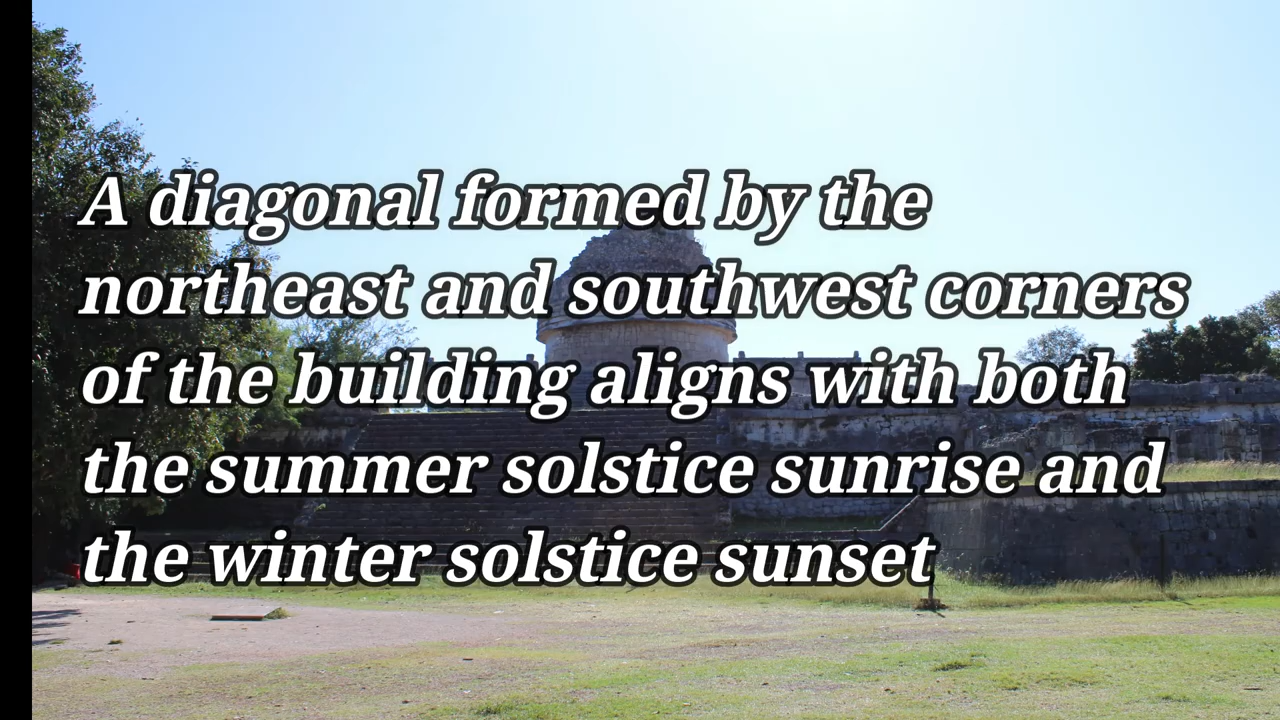 A diagonal formed by the
northeast and southwest corners
of the building aligns with both
the summer solstice sunrise and
the winter solstice sunset